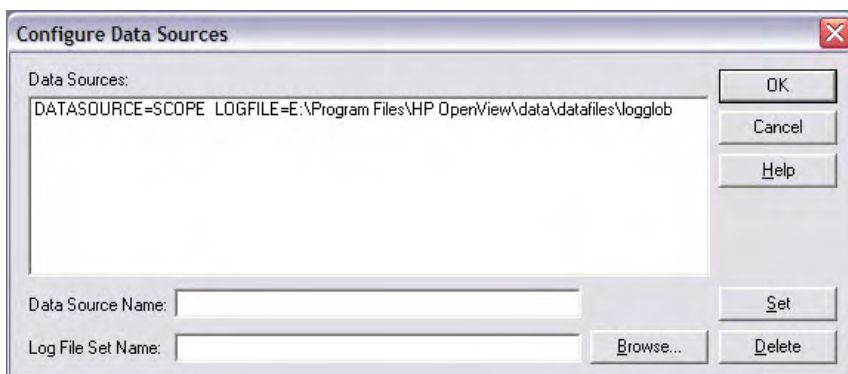 Configure Data Sources
Data Sources:
DATASOURCE=SCOPE LOGFILE=E:\Program Files\HP OpenView\data\datafiles\logglob
OK
Cancel
Help
Data Source Name:
Set
Log File Set Name:
Browse...
Delete